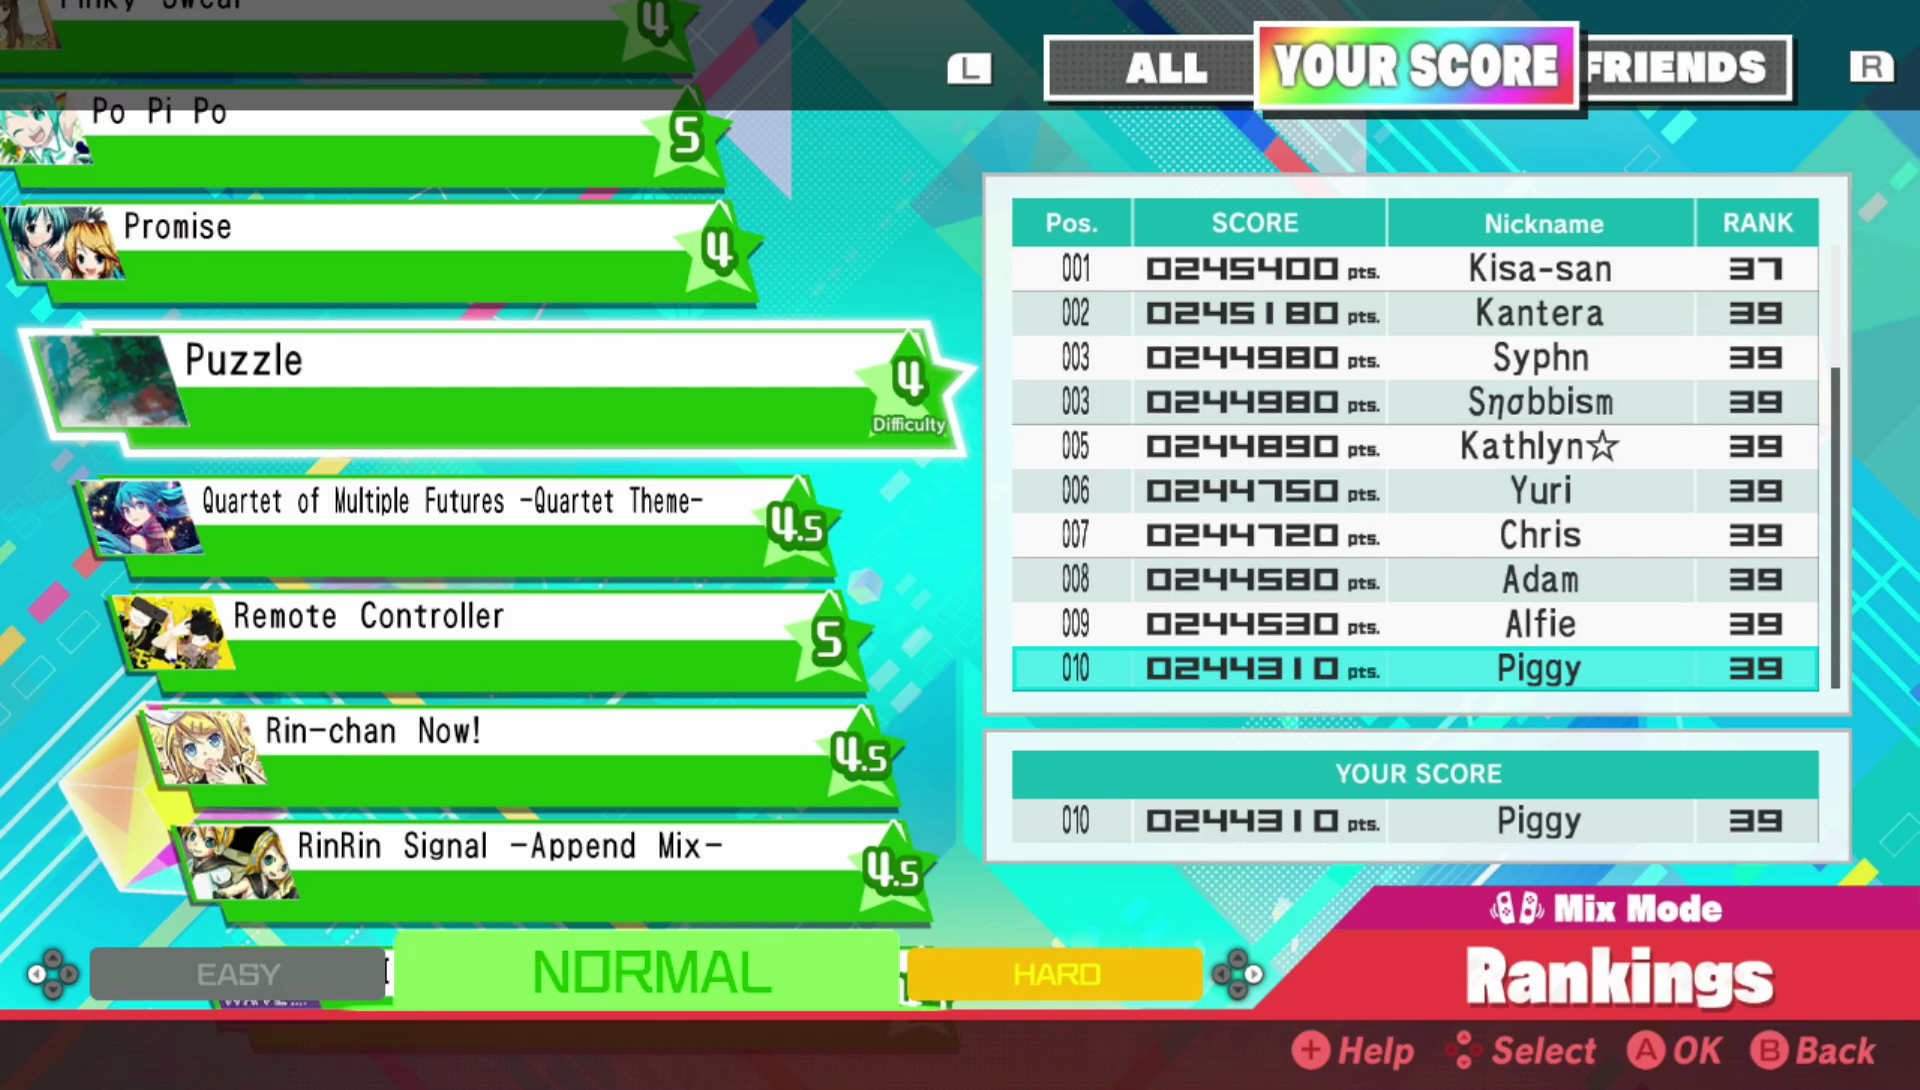 Pinky Swear
4
Po Pi Po
5
Promise
4
Puzzle
4
Difficulty
Quartet of Multiple Futures -Quartet Theme-
4.5
Remote Controller
5
Rin-chan Now!
4.5
RinRin Signal -Append Mix-
4.5
EASY
NORMAL
HARD
L
ALL
YOUR SCORE
FRIENDS
R
Pos. SCORE Nickname RANK
001 0245400 pts. Kisa-san 37
002 0245180 pts. Kantera 39
003 0244980 pts. Syphn 39
003 0244980 pts. Sησbbism 39
005 0244890 pts. Kathlyn☆ 39
006 0244750 pts. Yuri 39
007 0244720 pts. Chris 39
008 0244580 pts. Adam 39
009 0244530 pts. Alfie 39
010 0244310 pts. Piggy 39
YOUR SCORE
010 0244310 pts. Piggy 39
Mix Mode
Rankings
+ Help Select A OK B Back